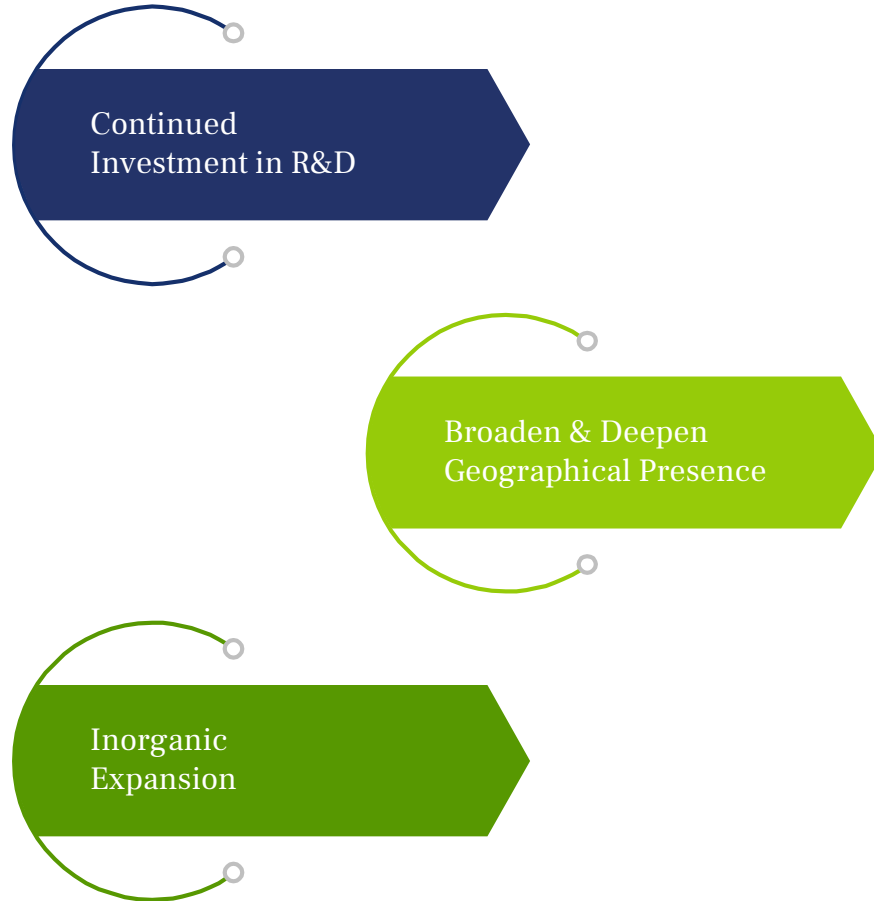 Continued
Investment in R&D
Broaden & Deepen
Geographical Presence
Inorganic
Expansion